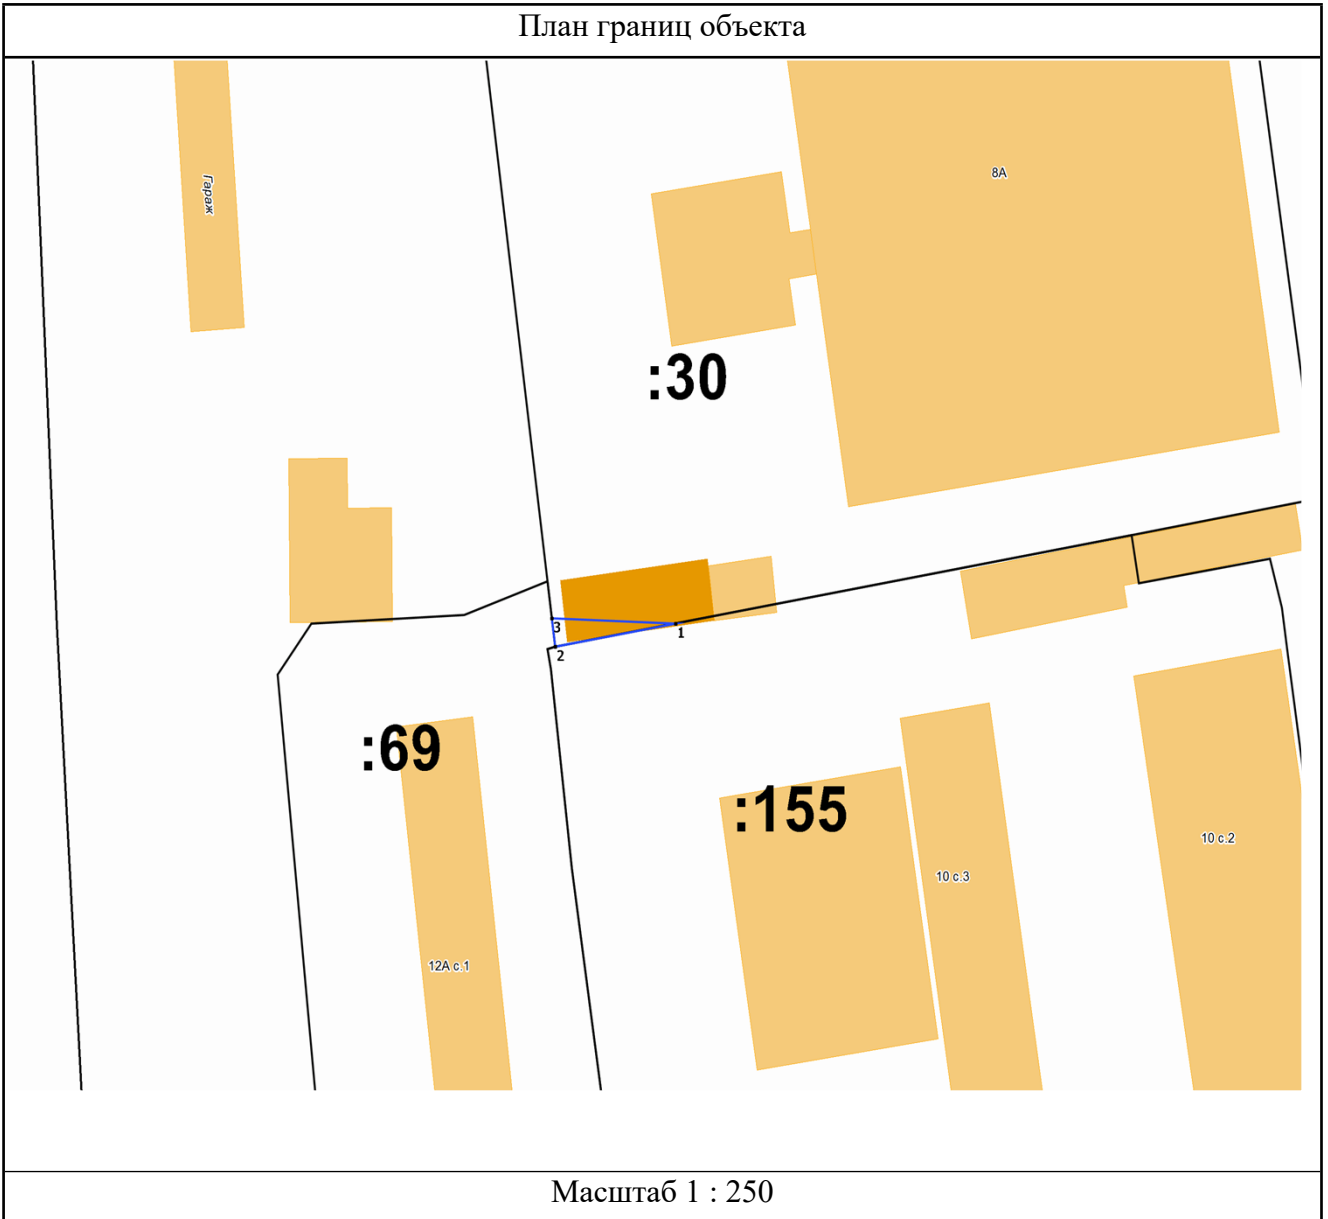 План границ объекта
8А
Гараж
:30
3
1
2
:69
:155
10 с.2
10 с.3
12А с.1
Масштаб 1 : 250